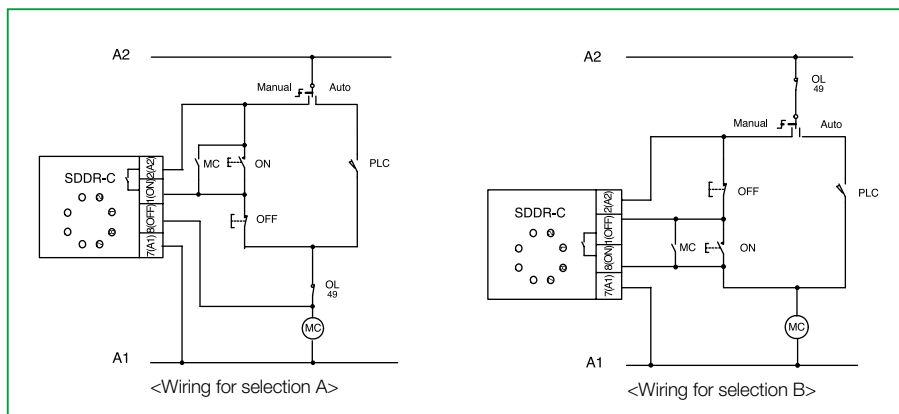 A2
Manual
Auto
MC
ON
PLC
SDDR-C
2(A2)
1(ON)
8(OFF)
7(A1)
OFF
OL
49
MC
A1
<Wiring for selection A>
A2
OL
49
Manual
Auto
PLC
SDDR-C
2(A2)
1(OFF)
8(ON)
7(A1)
OFF
MC
ON
MC
A1
<Wiring for selection B>